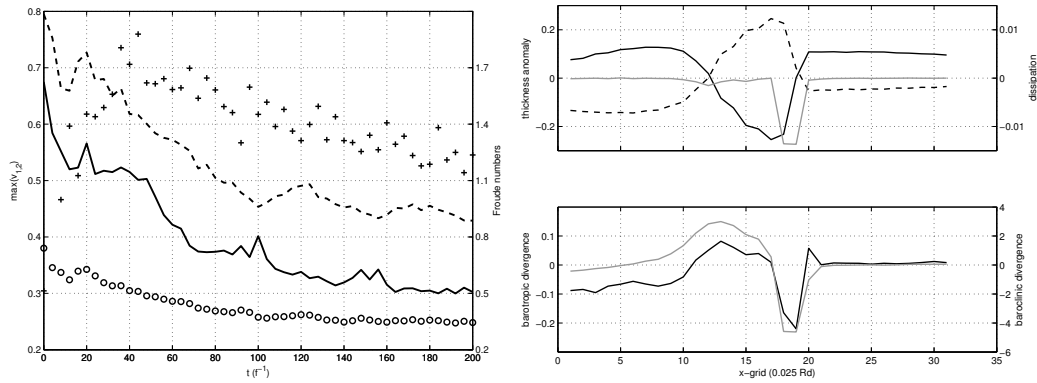 0.8
0.7
0.6
0.5
0.4
0.3
0.2
max(v1,2)
1.7
1.4
1.1
0.8
0.5
0.2
Froude numbers
0 20 40 60 80 100 120 140 160 180 200
t (f⁻¹)
0.2
0
−0.2
thickness anomaly
0.01
0
−0.01
dissipation
0.1
0
−0.1
−0.2
barotropic divergence
4
2
0
−2
−4
−6
baroclinic divergence
0 5 10 15 20 25 30 35
x−grid (0.025 Rd)